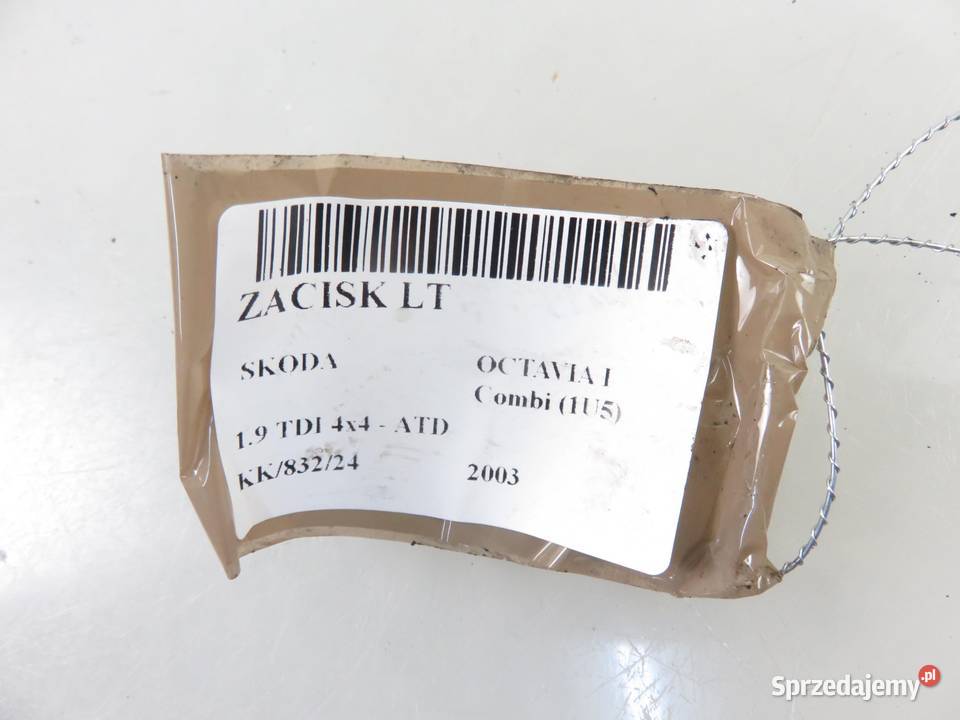 ZACISK LT
SKODA
OCTAVIA I
Combi (1U5)
1.9 TDI 4x4 - ATD
KK/832/24
2003
Sprzedajemy.pl